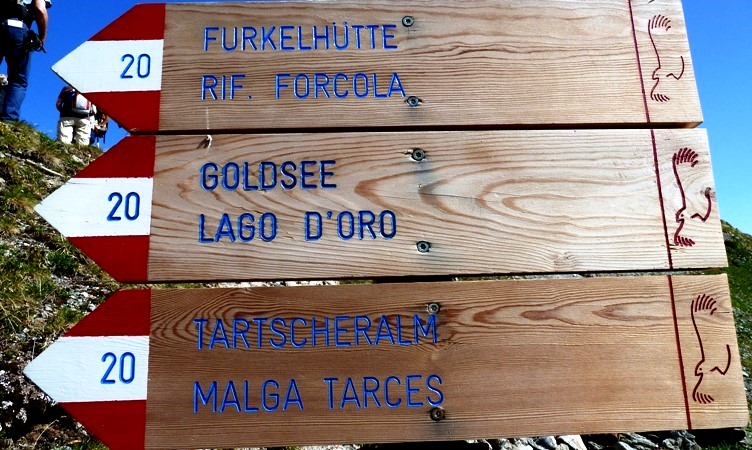 20 FURKELHÜTTE
RIF. FORCOLA
20 GOLDSEE
LAGO D'ORO
20 TARTSCHERALM
MALGA TARCES